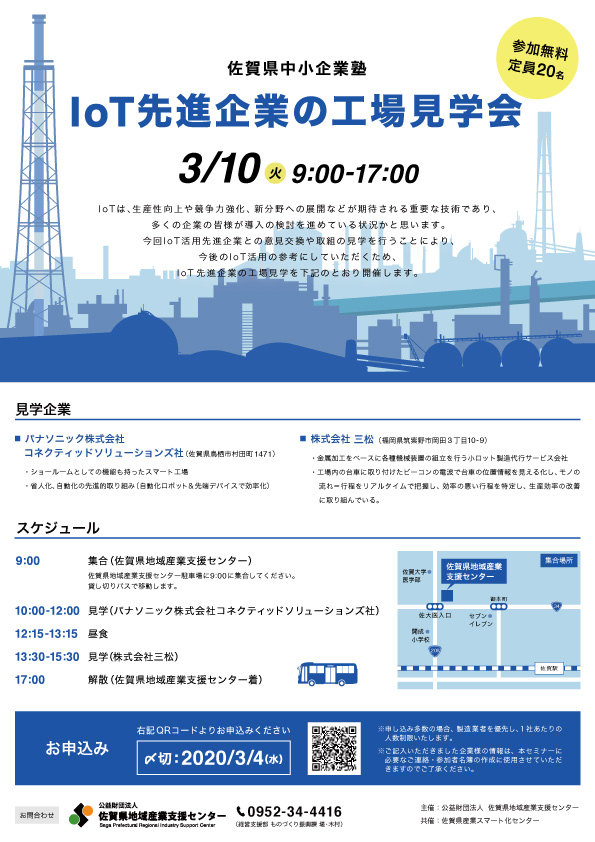 佐賀県中小企業塾
参加無料
定員20名
IoT先進企業の工場見学会
3/10 火 9:00-17:00
IoTは、生産性向上や競争力強化、新分野への展開などが期待される重要な技術であり、
多くの企業の皆様が導入の検討を進めている状況かと思います。
今回IoT活用先進企業との意見交換や取組の見学を行うことにより、
今後のIoT活用の参考にしていただくため、
IoT先進企業の工場見学を下記のとおり開催します。
見学企業
■ パナソニック株式会社
コネクティッドソリューションズ社(佐賀県鳥栖市村田町1471)
・ショールームとしての機能も持ったスマート工場
・省人化、自動化の先進的取り組み(自動化ロボット&先端デバイスで効率化)
■ 株式会社 三松(福岡県筑紫野市岡田3丁目10-9)
・金属加工をベースに各種機械装置の組立を行う小ロット製造代行サービス会社
・工場内の台車に取り付けたビーコンの電波で台車の位置情報を見える化し、モノの
流れ=行程をリアルタイムで把握し、効率の悪い行程を特定し、生産効率の改善
に取り組んでいる。
スケジュール
9:00 集合(佐賀県地域産業支援センター)
佐賀県地域産業支援センター駐車場に9:00に集合してください。
貸し切りバスで移動します。
10:00-12:00 見学(パナソニック株式会社コネクティッドソリューションズ社)
12:15-13:15 昼食
13:30-15:30 見学(株式会社三松)
17:00 解散(佐賀県地域産業支援センター着)
集合場所
佐賀大学
医学部
佐賀県地域産業
支援センター
佐大医入口
鍋本町
34
セブン
イレブン
開成
小学校
208
佐賀駅
お申込み
右記QRコードよりお申込みください
〆切:2020/3/4(水)
※申し込み多数の場合、製造業者を優先し、1社あたりの
人数制限いたします。
※ご記入いただきました企業様の情報は、本セミナーに
必要なご連絡・参加者名簿の作成に使用させていただ
きますのでご了承ください。
お問合わせ
公益財団法人
佐賀県地域産業支援センター
Saga Prefectural Regional Industry Support Center
0952-34-4416
(経営支援部 ものづくり振興課 堤・木村)
主催:公益財団法人 佐賀県地域産業支援センター
共催:佐賀県産業スマート化センター